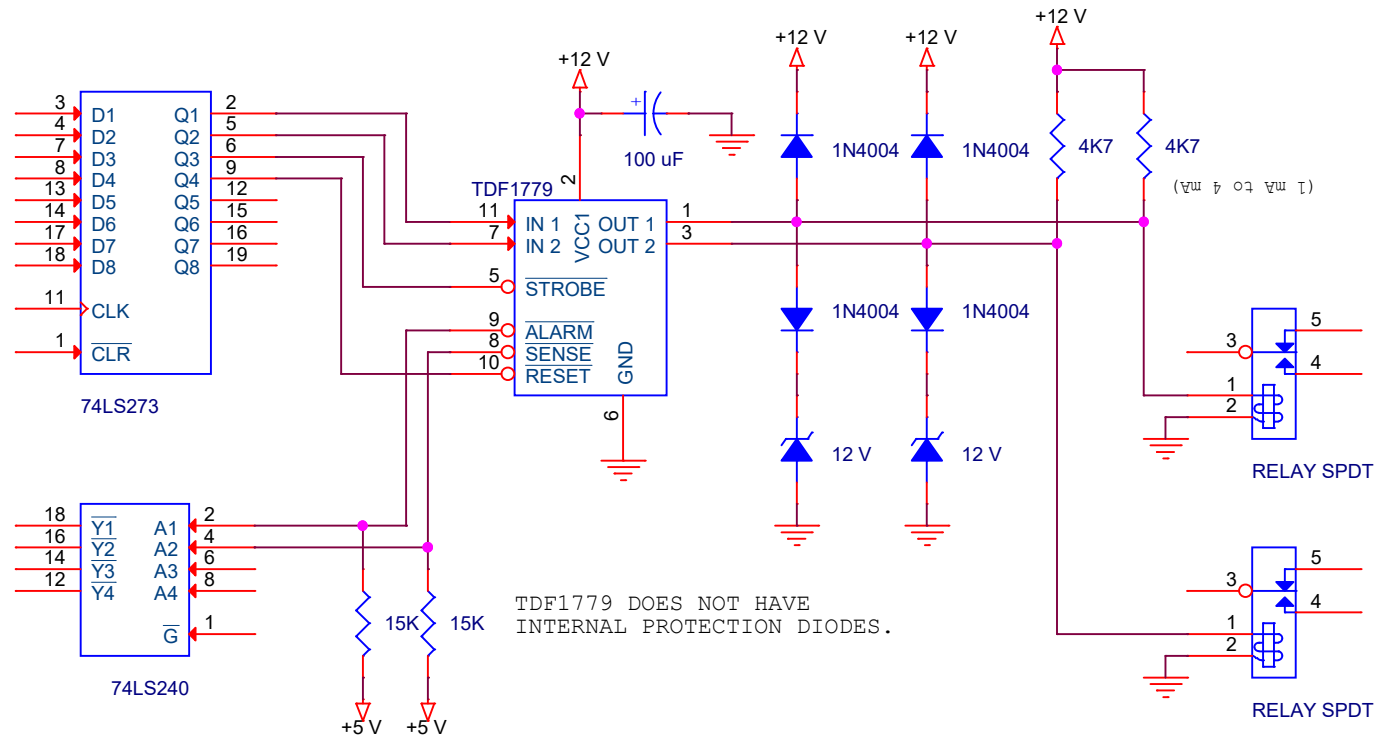 +12 V
+12 V
+12 V
+12 V
3 D1 Q1 2
4 D2 Q2 5
7 D3 Q3 6
8 D4 Q4 9
13 D5 Q5 12
14 D6 Q6 15
17 D7 Q7 16
18 D8 Q8 19
11 CLK
1 CLR
74LS273
+
100 uF
TDF1779
2
VCC1
11 IN 1 OUT 1 1
7 IN 2 OUT 2 3
5 STROBE
9 ALARM
8 SENSE
10 RESET
GND
6
1N4004
1N4004
4K7
4K7
(1 mA to 4 mA)
1N4004
1N4004
12 V
12 V
3
5
4
1
2
RELAY SPDT
18 Y1 A1 2
16 Y2 A2 4
14 Y3 A3 6
12 Y4 A4 8
G 1
74LS240
15K
15K
+5 V
+5 V
TDF1779 DOES NOT HAVE
INTERNAL PROTECTION DIODES.
3
5
4
1
2
RELAY SPDT